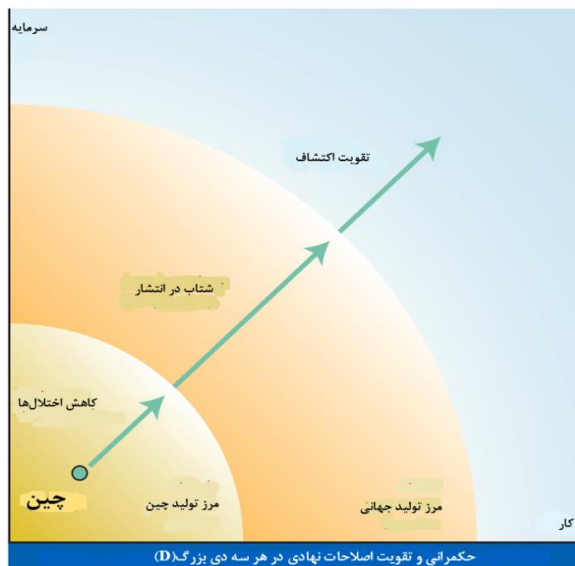 سرمایه
تقویت اکتشاف
شتاب در انتشار
کاهش اختلال‌ها
چین
مرز تولید چین
مرز تولید جهانی
کار
حکمرانی و تقویت اصلاحات نهادی در هر سه دی بزرگ(D)